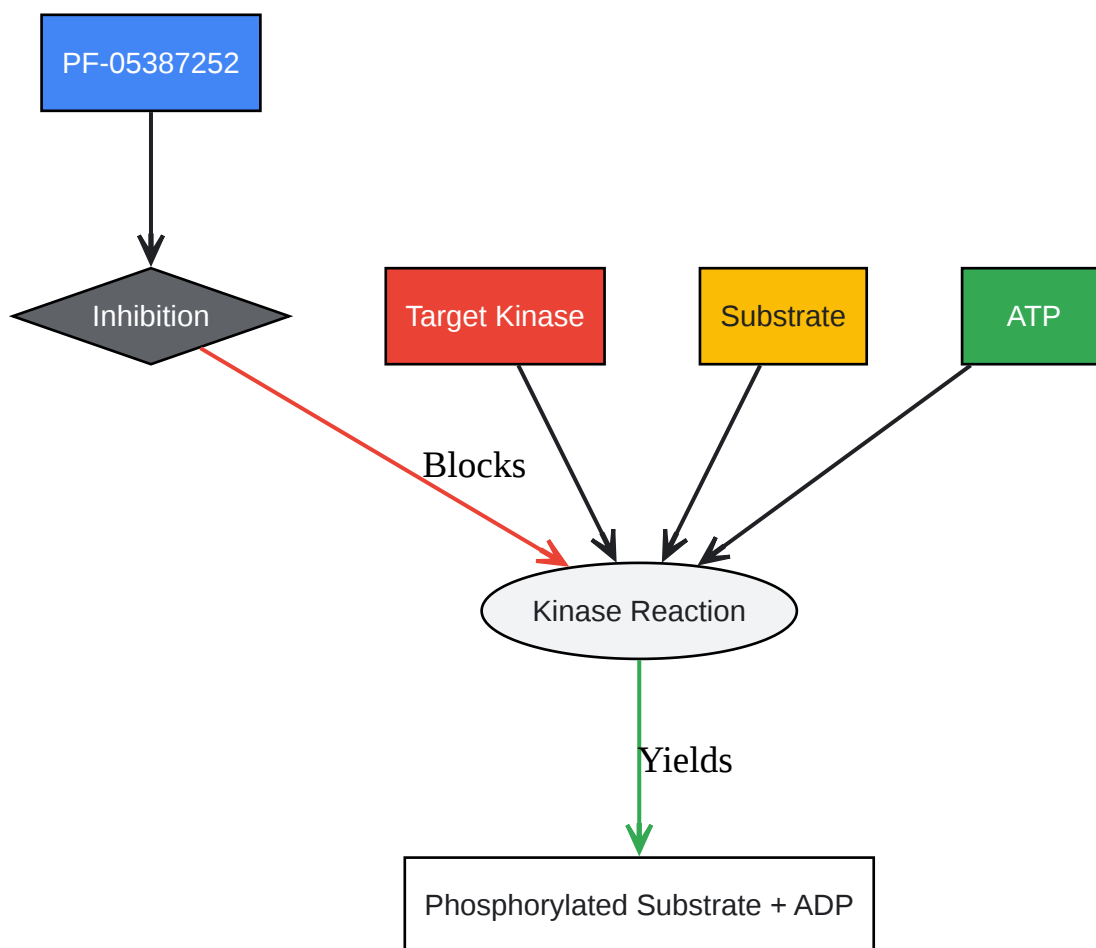 PF-05387252
Inhibition
Target Kinase
Substrate
ATP
Blocks
Kinase Reaction
Yields
Phosphorylated Substrate + ADP